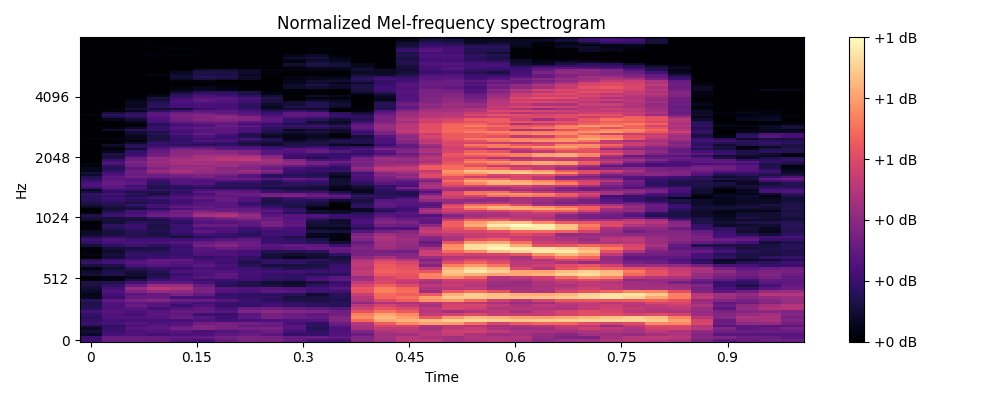 Normalized Mel-frequency spectrogram
Hz
4096
2048
1024
512
0
0 0.15 0.3 0.45 0.6 0.75 0.9
Time
+1 dB
+1 dB
+1 dB
+0 dB
+0 dB
+0 dB